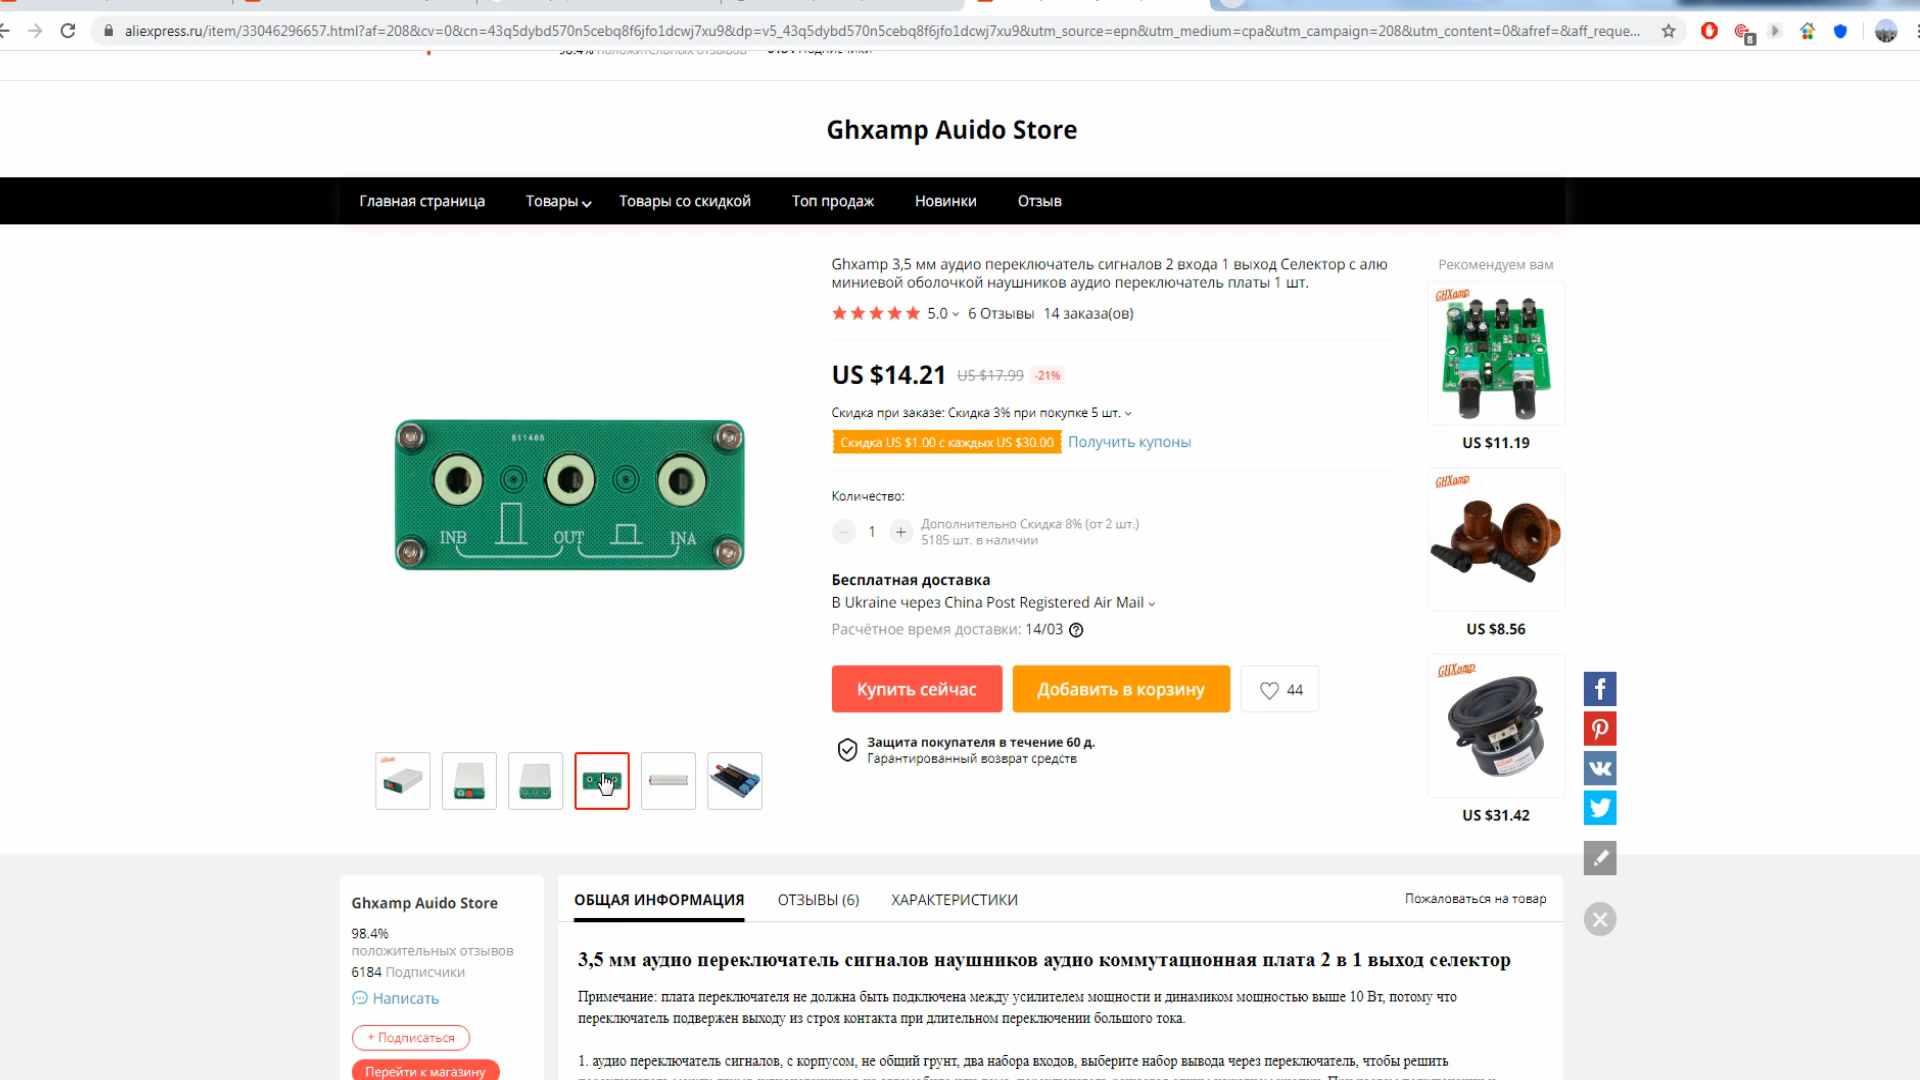 aliexpress.ru/item/33046296657.html?af=208&cv=0&cn=43q5dybd570n5cebq8f6jfo1dcwj7xu9&dp=v5_43q5dybd570n5cebq8f6jfo1dcwj7xu9&utm_source=epn&utm_medium=cpa&utm_campaign=208&utm_content=0&afref=&aff_reque...
8
98.4% положительных отзывов
Ghxamp Auido Store
Главная страница Товары Товары со скидкой Топ продаж Новинки Отзыв
Ghxamp 3,5 мм аудио переключатель сигналов 2 входа 1 выход Селектор с алю
миниевой оболочкой наушников аудио переключатель платы 1 шт.
5.0 6 Отзывы 14 заказа(ов)
US $14.21 US $17.99 -21%
Скидка при заказе: Скидка 3% при покупке 5 шт.
Скидка US $1.00 с каждых US $30.00 Получить купоны
Количество:
1
Дополнительно Скидка 8% (от 2 шт.)
5185 шт. в наличии
Бесплатная доставка
В Ukraine через China Post Registered Air Mail
Расчётное время доставки: 14/03
Купить сейчас Добавить в корзину 44
Защита покупателя в течение 60 д.
Гарантированный возврат средств
611485
INB OUT INA
Рекомендуем вам
GHXamp
US $11.19
GHXamp
US $8.56
GHXamp
US $31.42
Ghxamp Auido Store
98.4%
положительных отзывов
6184 Подписчики
Написать
+ Подписаться
Перейти к магазину
ОБЩАЯ ИНФОРМАЦИЯ ОТЗЫВЫ (6) ХАРАКТЕРИСТИКИ Пожаловаться на товар
3,5 мм аудио переключатель сигналов наушников аудио коммутационная плата 2 в 1 выход селектор
Примечание: плата переключателя не должна быть подключена между усилителем мощности и динамиком мощностью выше 10 Вт, потому что
переключатель подвержен выходу из строя контакта при длительном переключении большого тока.
1. аудио переключатель сигналов, с корпусом, не общий грунт, два набора входов, выберите набор вывода через переключатель, чтобы решить